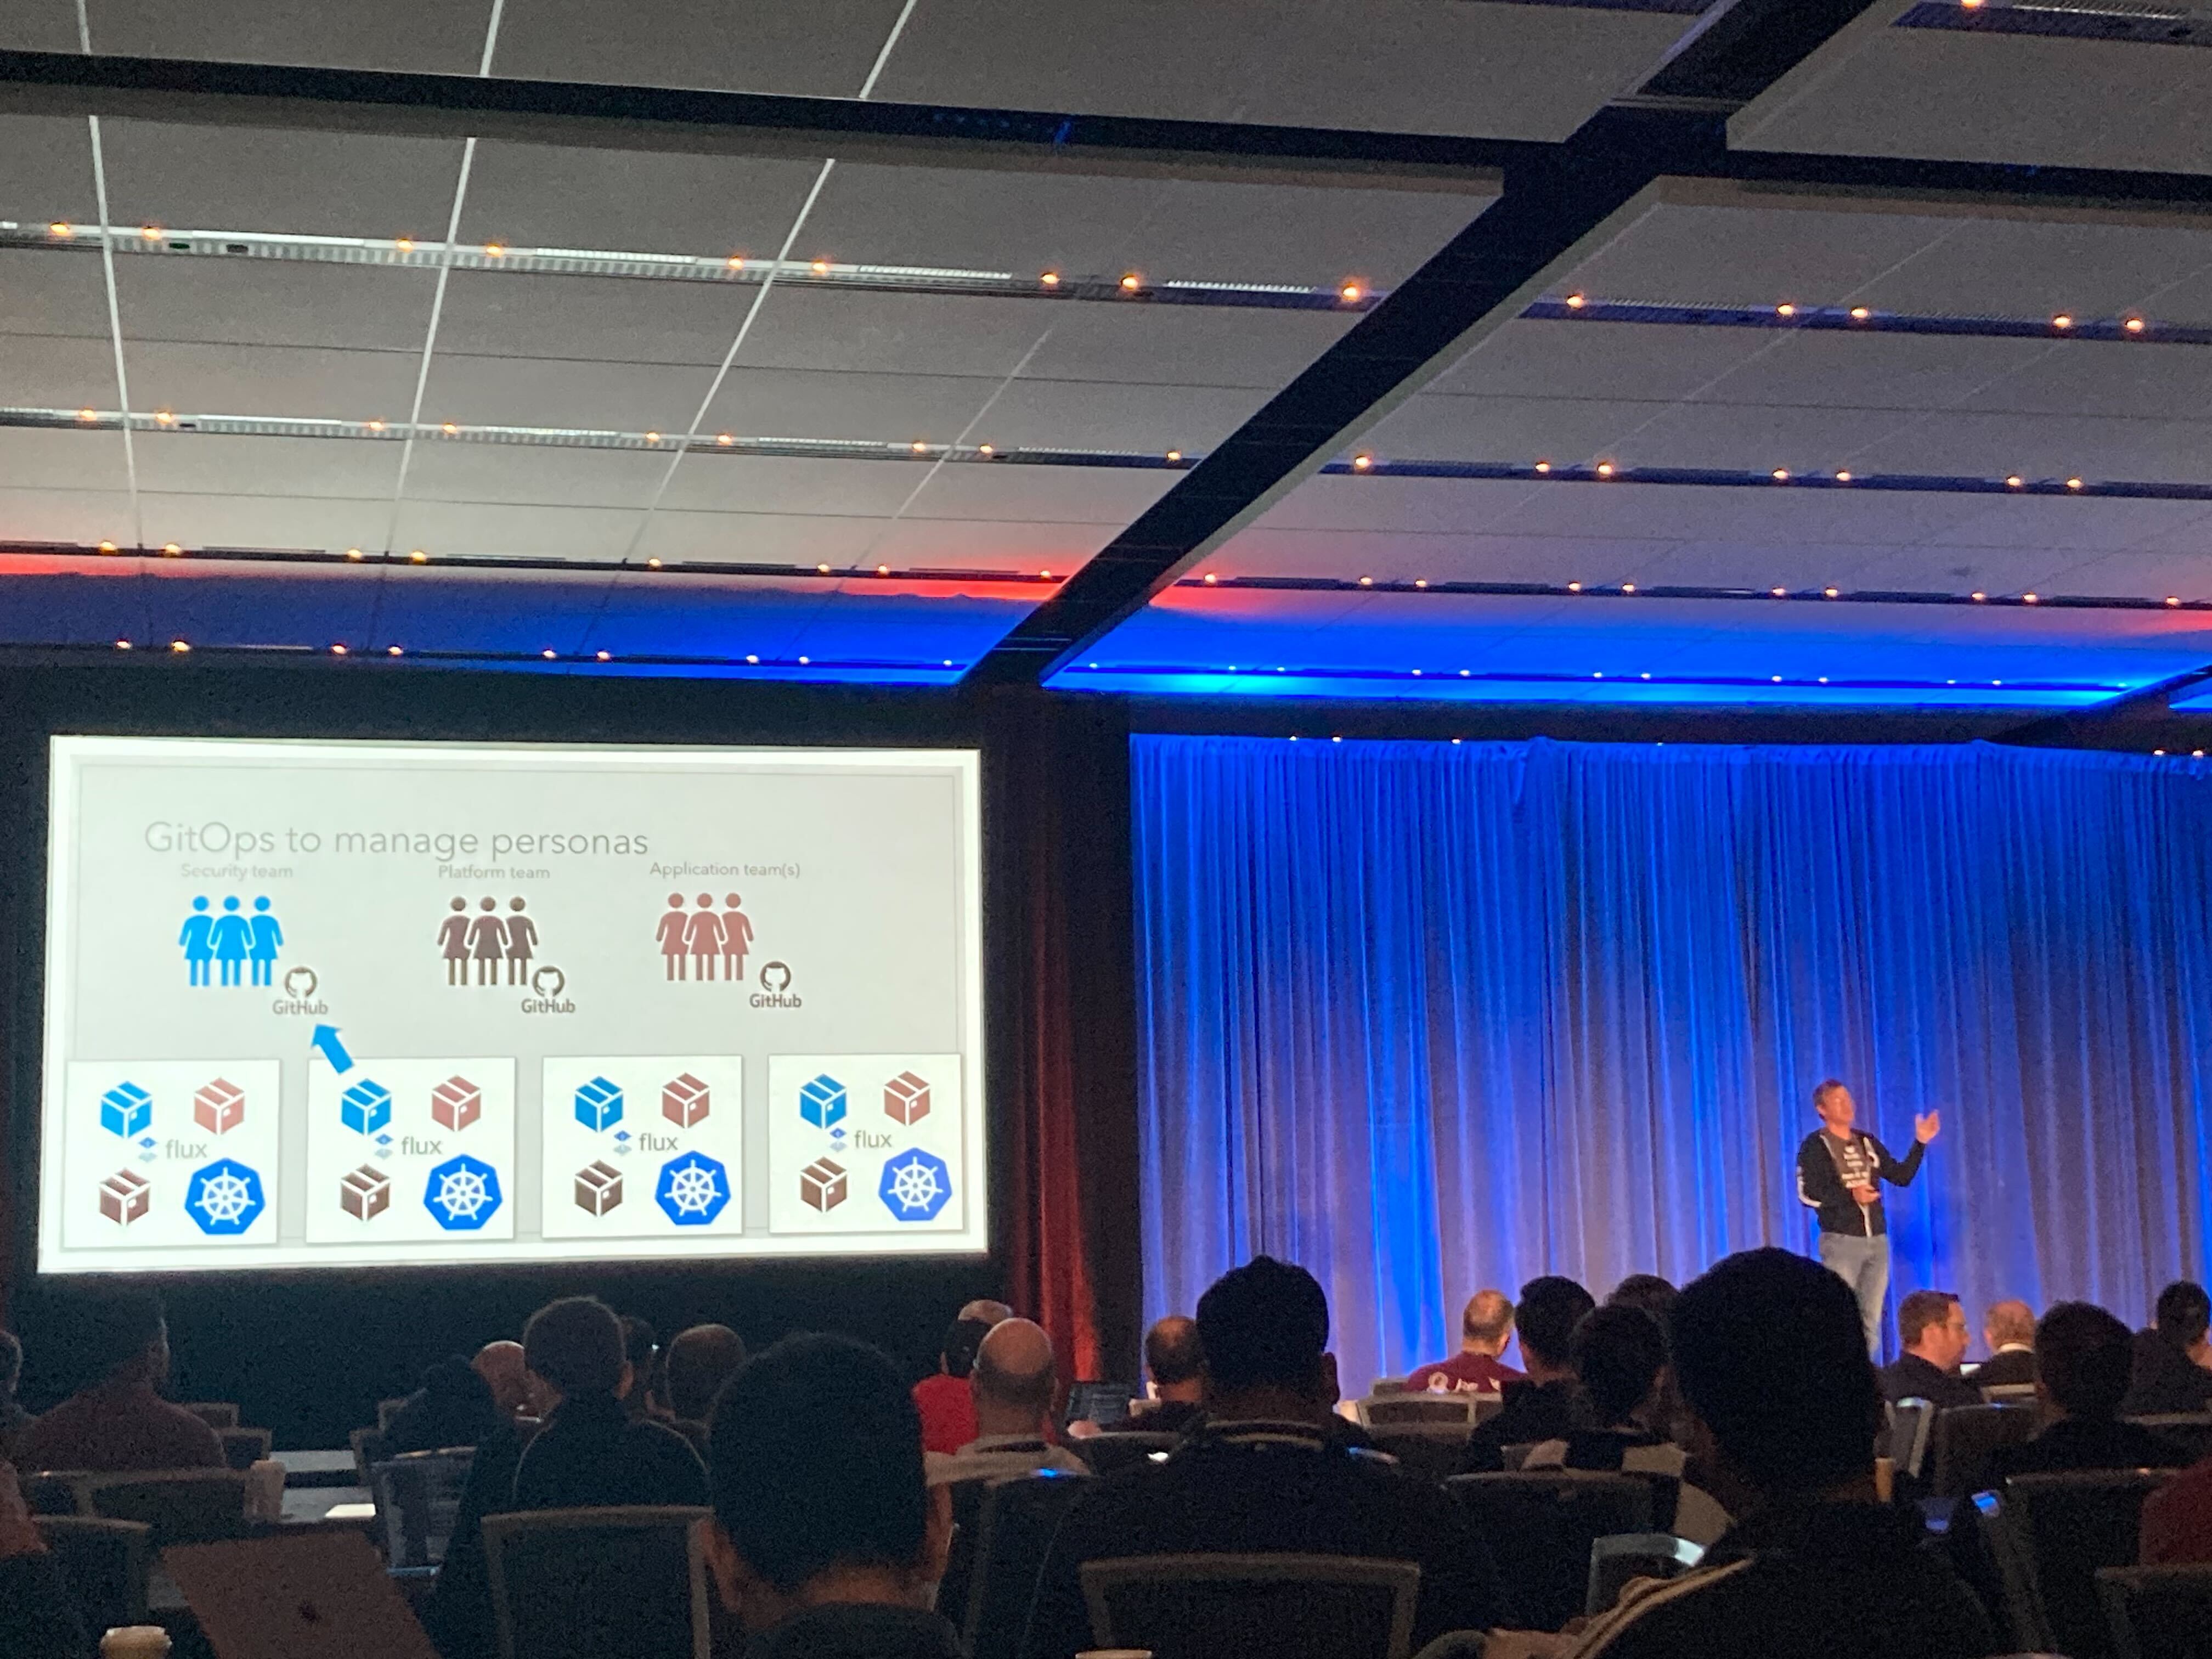 GitOps to manage personas
Security team
Platform team
Application team(s)
GitHub
GitHub
GitHub
flux
flux
flux
flux